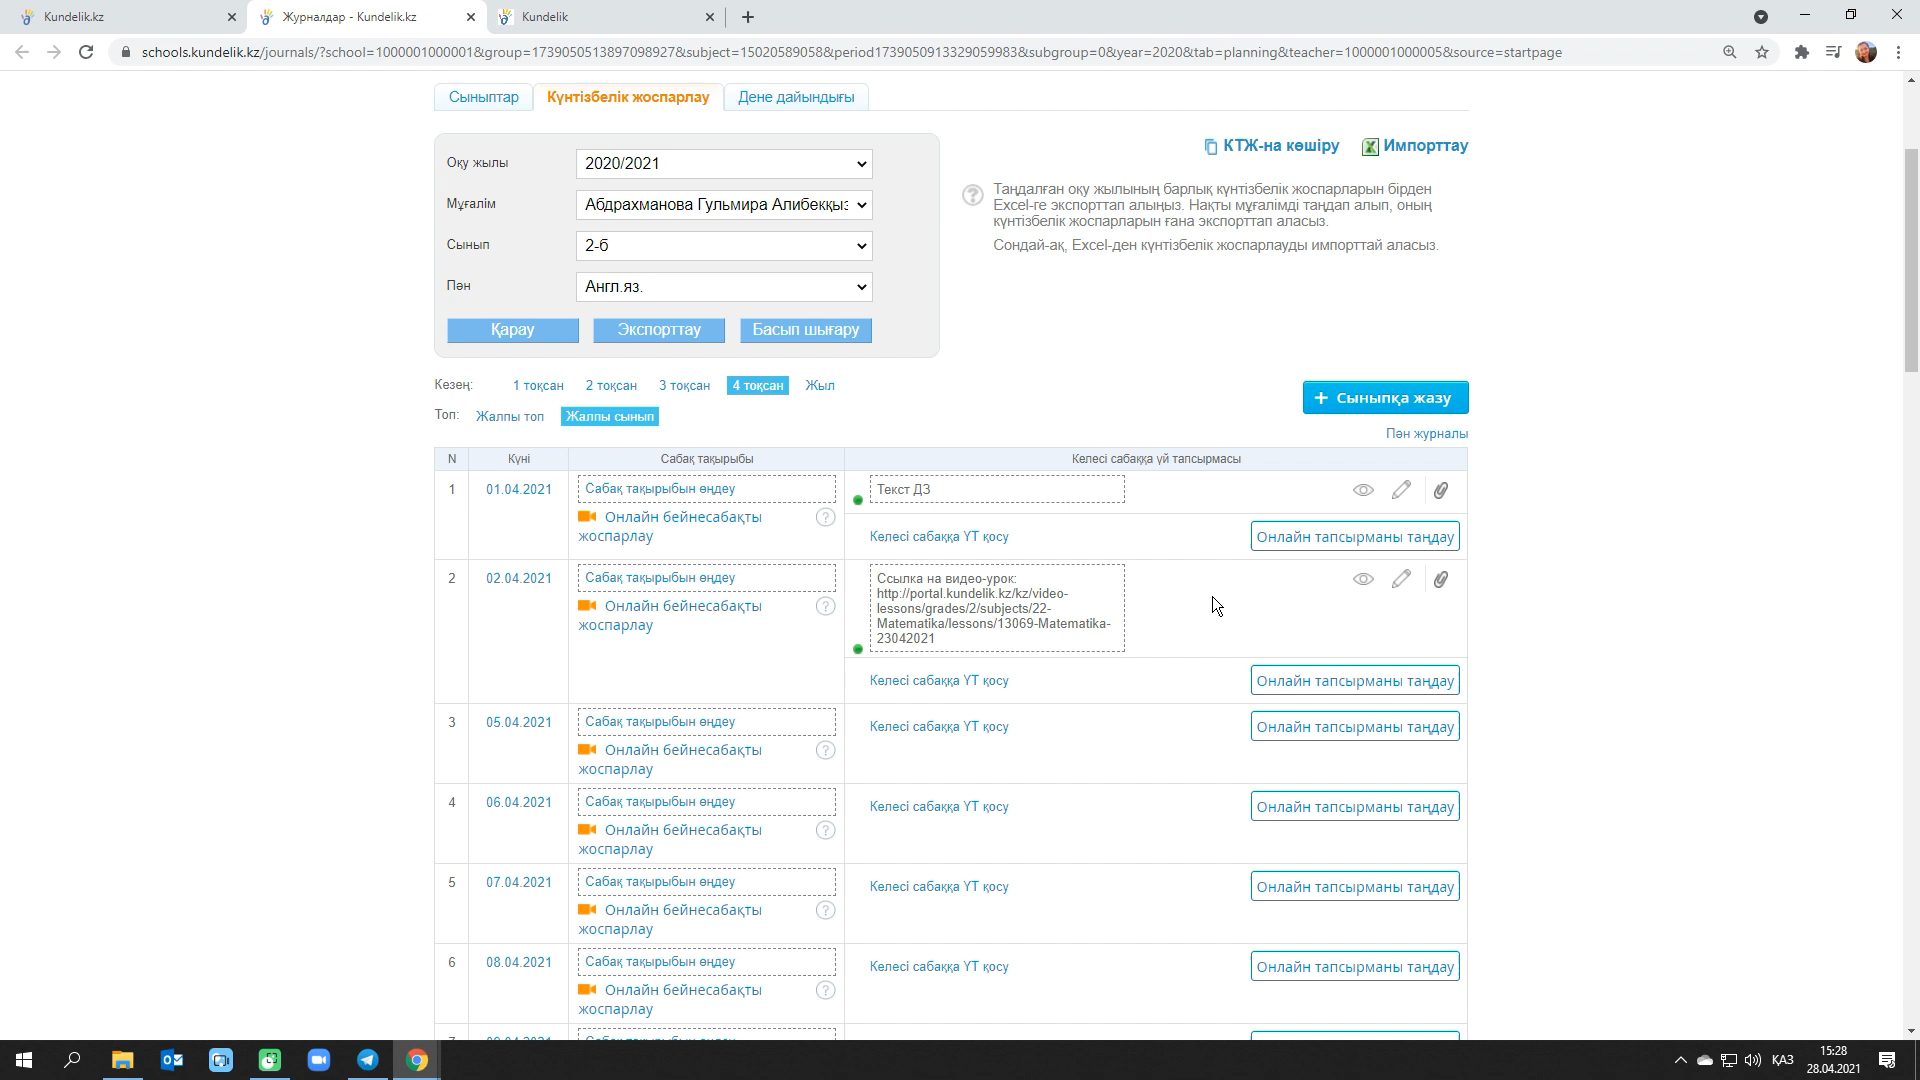 Kundelik.kz
Журналдар - Kundelik.kz
Kundelik
schools.kundelik.kz/journals/?school=1000001000001&group=1739050513897098927&subject=15020589058&period1739050913329059983&subgroup=0&year=2020&tab=planning&teacher=1000001000005&source=startpage
Сыныптар
Күнтізбелік жоспарлау
Дене дайындығы
Оқу жылы
2020/2021
Мұғалім
Абдрахманова Гульмира Алибекқыз
Сынып
2-б
Пән
Англ.яз.
Қарау
Экспорттау
Басып шығару
КТЖ-на көшіру
Импорттау
Таңдалған оқу жылының барлық күнтізбелік жоспарларын бірден
Excel-ге экспорттап алыңыз. Нақты мұғалімді таңдап алып, оның
күнтізбелік жоспарларын ғана экспорттап аласыз.
Сондай-ақ, Excel-ден күнтізбелік жоспарлауды импорттай аласыз.
Кезең:
1 тоқсан
2 тоқсан
3 тоқсан
4 тоқсан
Жыл
Топ:
Жалпы топ
Жалпы сынып
+ Сыныпқа жазу
Пән журналы
N
Күні
Сабақ тақырыбы
Келесі сабаққа үй тапсырмасы
1
01.04.2021
Сабақ тақырыбын өңдеу
Онлайн бейнесабақты
жоспарлау
?
Текст ДЗ
Келесі сабаққа ҮТ қосу
Онлайн тапсырманы таңдау
2
02.04.2021
Сабақ тақырыбын өңдеу
Онлайн бейнесабақты
жоспарлау
?
Ссылка на видео-урок:
http://portal.kundelik.kz/kz/video-
lessons/grades/2/subjects/22-
Matematika/lessons/13069-Matematika-
23042021
Келесі сабаққа ҮТ қосу
Онлайн тапсырманы таңдау
3
05.04.2021
Сабақ тақырыбын өңдеу
Онлайн бейнесабақты
жоспарлау
?
Келесі сабаққа ҮТ қосу
Онлайн тапсырманы таңдау
4
06.04.2021
Сабақ тақырыбын өңдеу
Онлайн бейнесабақты
жоспарлау
?
Келесі сабаққа ҮТ қосу
Онлайн тапсырманы таңдау
5
07.04.2021
Сабақ тақырыбын өңдеу
Онлайн бейнесабақты
жоспарлау
?
Келесі сабаққа ҮТ қосу
Онлайн тапсырманы таңдау
6
08.04.2021
Сабақ тақырыбын өңдеу
Онлайн бейнесабақты
жоспарлау
?
Келесі сабаққа ҮТ қосу
Онлайн тапсырманы таңдау
ҚАЗ
15:28
28.04.2021